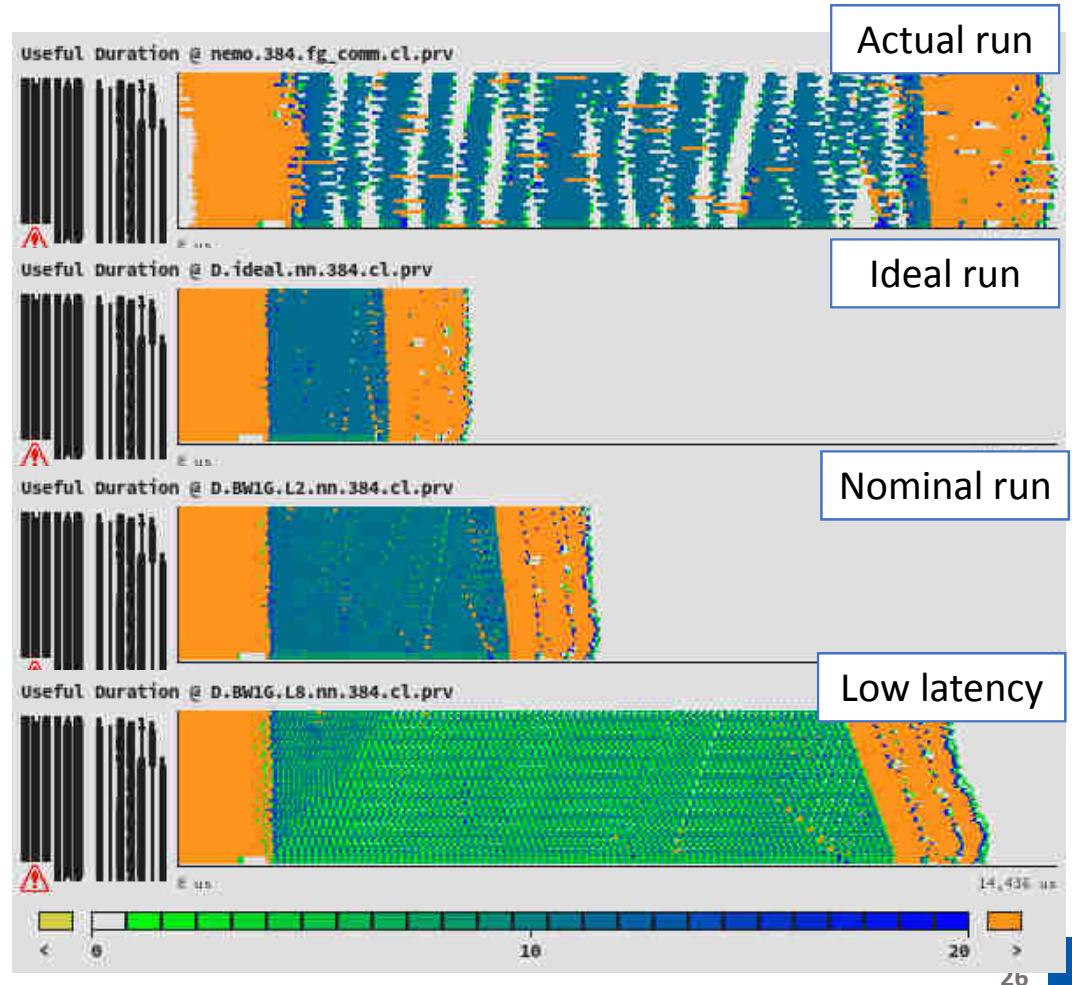 Actual run
Useful Duration @ nemo.384.fg_comm.cl.prv
Ideal run
Useful Duration @ D.ideal.nn.384.cl.prv
Nominal run
Useful Duration @ D.BW1G.L2.nn.384.cl.prv
Low latency
Useful Duration @ D.BW1G.L8.nn.384.cl.prv
14,436 us
< 0 10 20 >
26